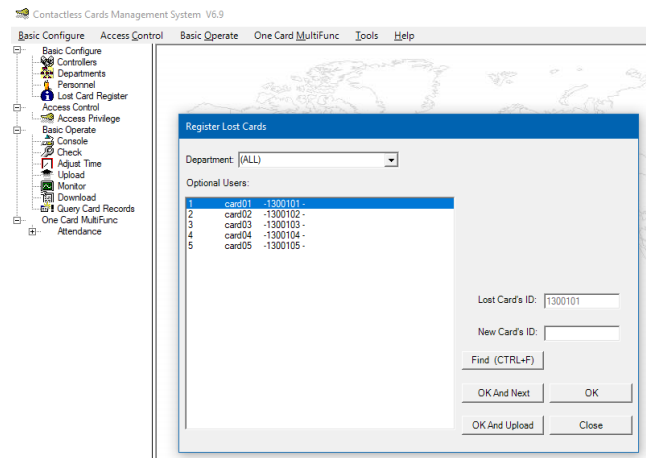 Contactless Cards Management System V6.9
Basic Configure Access Control Basic Operate One Card MultiFunc Tools Help
Basic Configure
Controllers
Departments
Personnel
Lost Card Register
Access Control
Access Privilege
Basic Operate
Console
Check
Adjust Time
Upload
Monitor
Download
Query Card Records
One Card MultiFunc
Attendance
Register Lost Cards
Department: (ALL)
Optional Users:
1 card01 -1300101 -
2 card02 -1300102 -
3 card03 -1300103 -
4 card04 -1300104 -
5 card05 -1300105 -
Lost Card's ID: 1300101
New Card's ID:
Find (CTRL+F)
OK And Next OK
OK And Upload Close